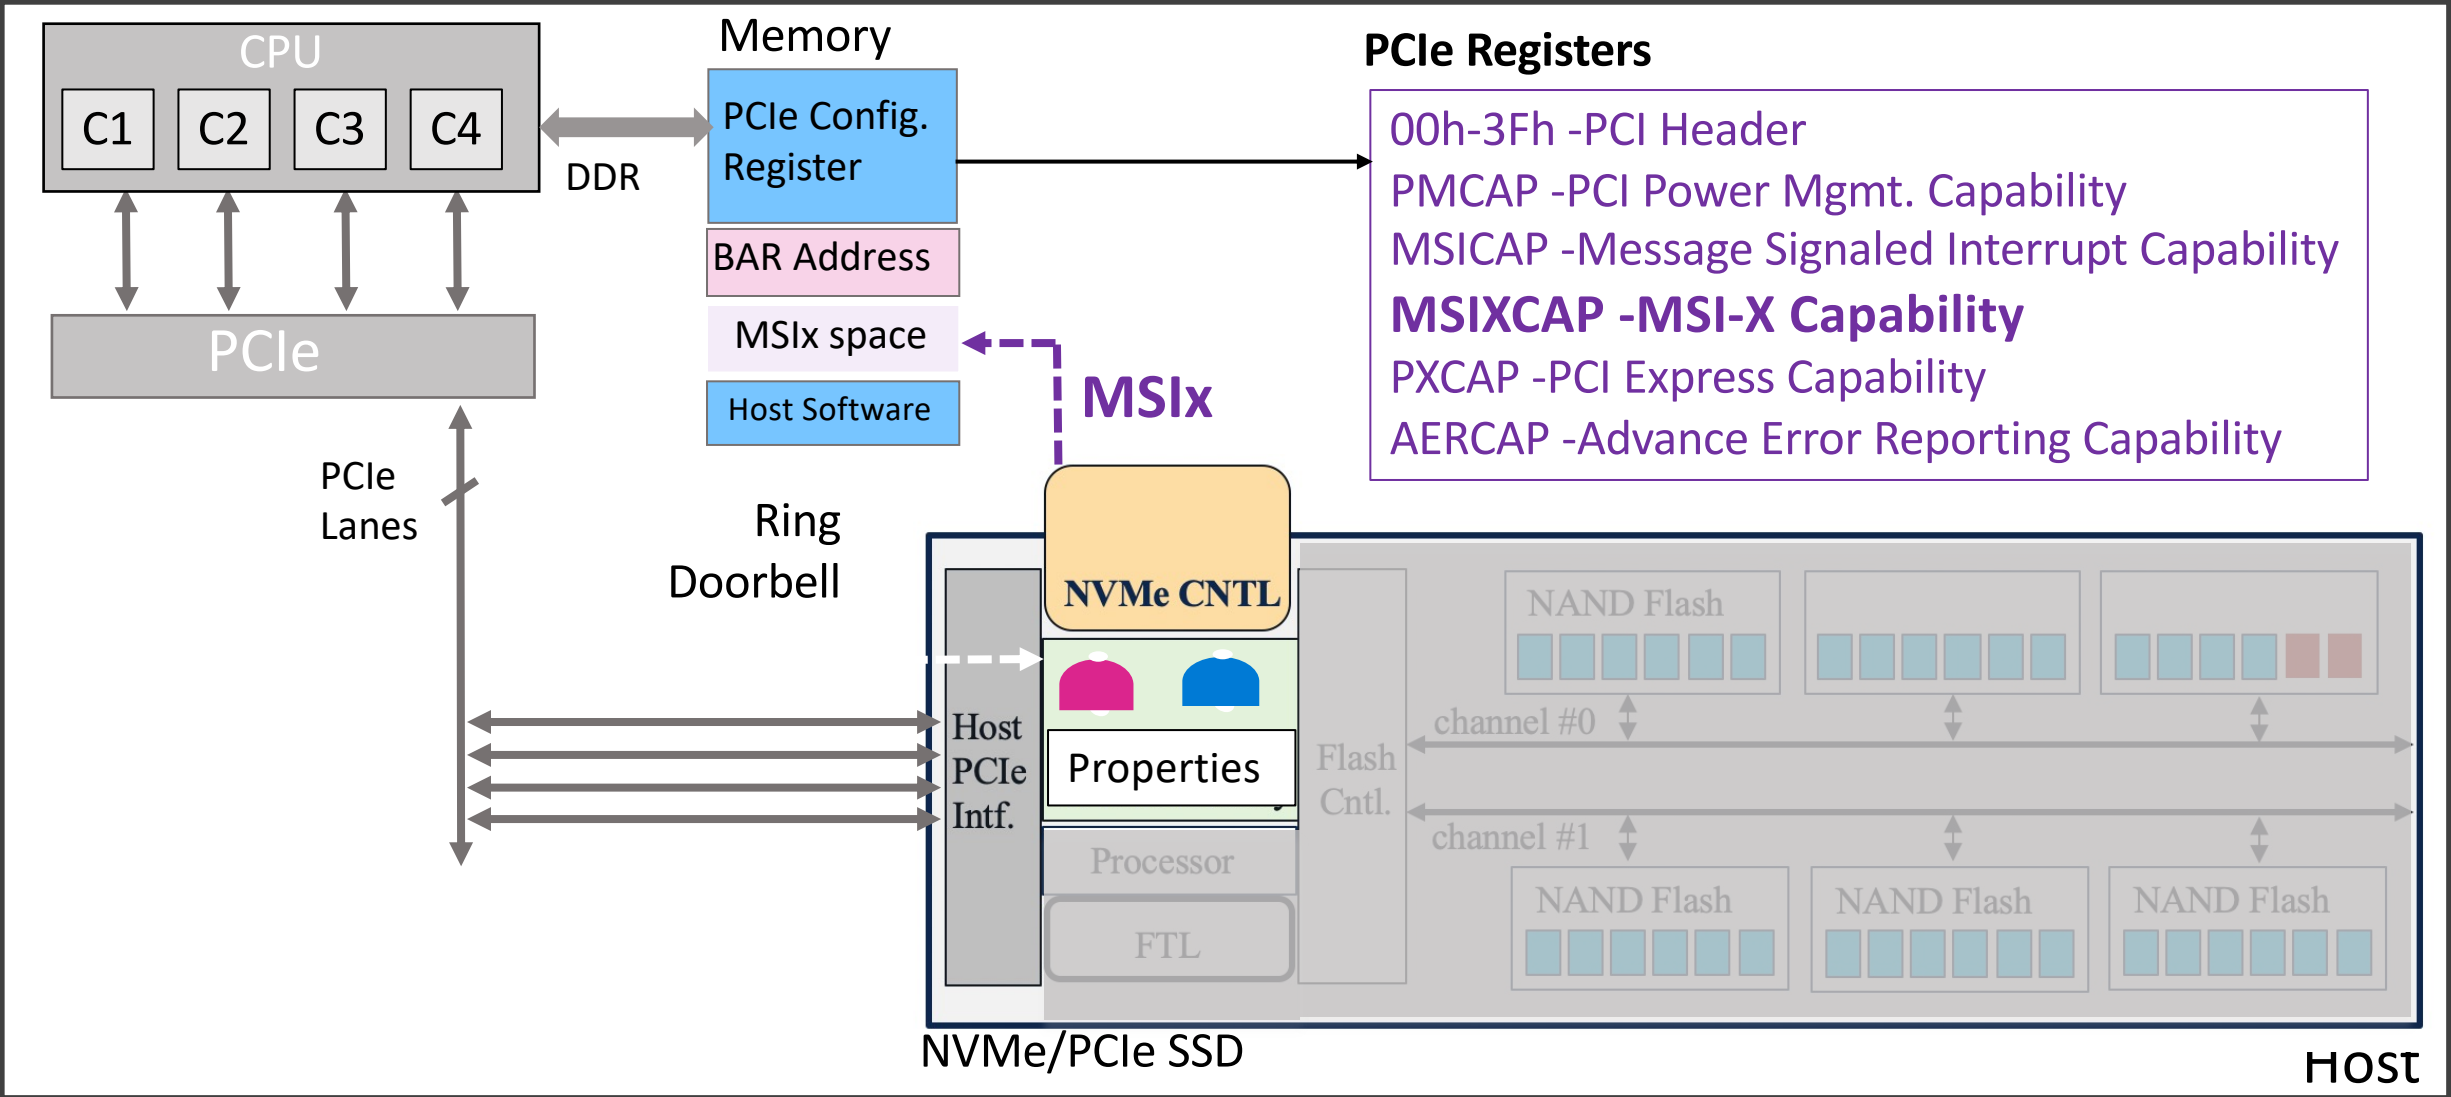 CPU
C1 C2 C3 C4
DDR
PCIe
PCIe
Lanes
Memory
PCIe Config.
Register
BAR Address
MSIx space
Host Software
MSIx
PCIe Registers
00h-3Fh -PCI Header
PMCAP -PCI Power Mgmt. Capability
MSICAP -Message Signaled Interrupt Capability
MSIXCAP -MSI-X Capability
PXCAP -PCI Express Capability
AERCAP -Advance Error Reporting Capability
Ring
Doorbell
NVMe CNTL
Host
PCIe
Intf.
Properties
Processor
FTL
Flash
Cntl.
NAND Flash
channel #0
channel #1
NAND Flash
NAND Flash
NAND Flash
NVMe/PCIe SSD
Host